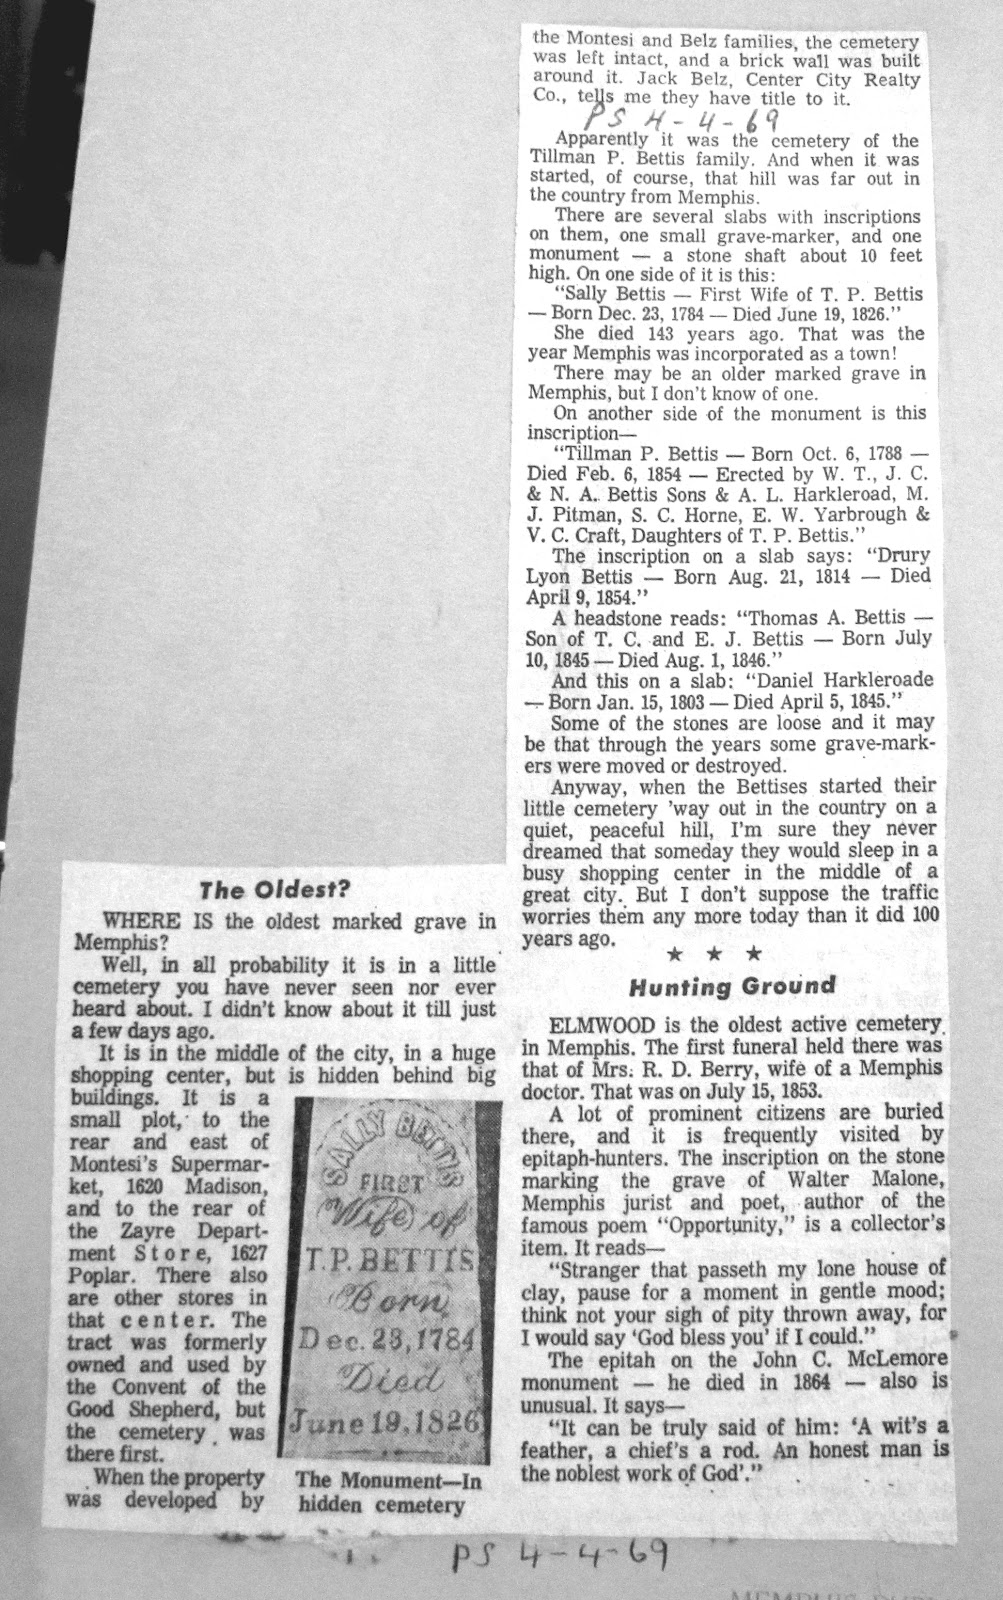 The Oldest?
WHERE IS the oldest marked grave in
Memphis?
Well, in all probability it is in a little
cemetery you have never seen nor ever
heard about. I didn't know about it till just
a few days ago.
It is in the middle of the city, in a huge
shopping center, but is hidden behind big
buildings. It is a
small plot, to the
rear and east of
Montesi's Supermar-
ket, 1620 Madison,
and to the rear of
the Zayre Depart-
ment Store, 1627
Poplar. There also
are other stores in
that center. The
tract was formerly
owned and used by
the Convent of the
Good Shepherd, but
the cemetery was
there first.
When the property
was developed by
SALLY BETTIS
FIRST
Wife of
T.P. BETTIS
Born
Dec. 23, 1784
Died
June 19, 1826
The Monument—In
hidden cemetery
the Montesi and Belz families, the cemetery
was left intact, and a brick wall was built
around it. Jack Belz, Center City Realty
Co., tells me they have title to it.
PS 4-4-69
Apparently it was the cemetery of the
Tillman P. Bettis family. And when it was
started, of course, that hill was far out in
the country from Memphis.
There are several slabs with inscriptions
on them, one small grave-marker, and one
monument — a stone shaft about 10 feet
high. On one side of it is this:
"Sally Bettis — First Wife of T. P. Bettis
— Born Dec. 23, 1784 — Died June 19, 1826."
She died 143 years ago. That was the
year Memphis was incorporated as a town!
There may be an older marked grave in
Memphis, but I don't know of one.
On another side of the monument is this
inscription—
"Tillman P. Bettis — Born Oct. 6, 1788 —
Died Feb. 6, 1854 — Erected by W. T., J. C.
& N. A. Bettis Sons & A. L. Harkleroad, M.
J. Pitman, S. C. Horne, E. W. Yarbrough &
V. C. Craft, Daughters of T. P. Bettis."
The inscription on a slab says: "Drury
Lyon Bettis — Born Aug. 21, 1814 — Died
April 9, 1854."
A headstone reads: "Thomas A. Bettis —
Son of T. C. and E. J. Bettis — Born July
10, 1845 — Died Aug. 1, 1846."
And this on a slab: "Daniel Harkleroade
— Born Jan. 15, 1803 — Died April 5, 1845."
Some of the stones are loose and it may
be that through the years some grave-mark-
ers were moved or destroyed.
Anyway, when the Bettises started their
little cemetery 'way out in the country on a
quiet, peaceful hill, I'm sure they never
dreamed that someday they would sleep in a
busy shopping center in the middle of a
great city. But I don't suppose the traffic
worries them any more today than it did 100
years ago.
★ ★ ★
Hunting Ground
ELMWOOD is the oldest active cemetery
in Memphis. The first funeral held there was
that of Mrs. R. D. Berry, wife of a Memphis
doctor. That was on July 15, 1853.
A lot of prominent citizens are buried
there, and it is frequently visited by
epitaph-hunters. The inscription on the stone
marking the grave of Walter Malone,
Memphis jurist and poet, author of the
famous poem "Opportunity," is a collector's
item. It reads—
"Stranger that passeth my lone house of
clay, pause for a moment in gentle mood;
think not your sigh of pity thrown away, for
I would say 'God bless you' if I could."
The epitah on the John C. McLemore
monument — he died in 1864 — also is
unusual. It says—
"It can be truly said of him: 'A wit's a
feather, a chief's a rod. An honest man is
the noblest work of God'."
PS 4-4-69